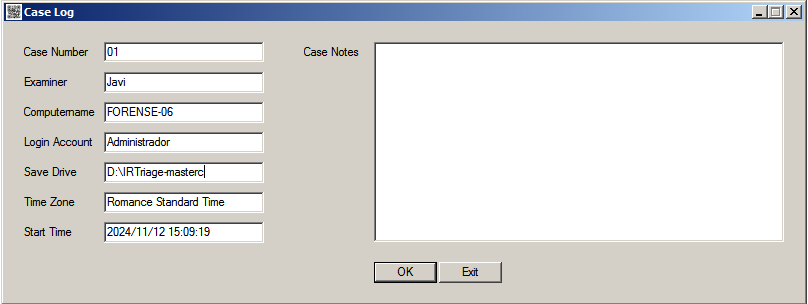 Case Log
Case Number 01
Examiner Javi
Computername FORENSE-06
Login Account Administrador
Save Drive D:\IRTriage-masterc
Time Zone Romance Standard Time
Start Time 2024/11/12 15:09:19
Case Notes
OK Exit